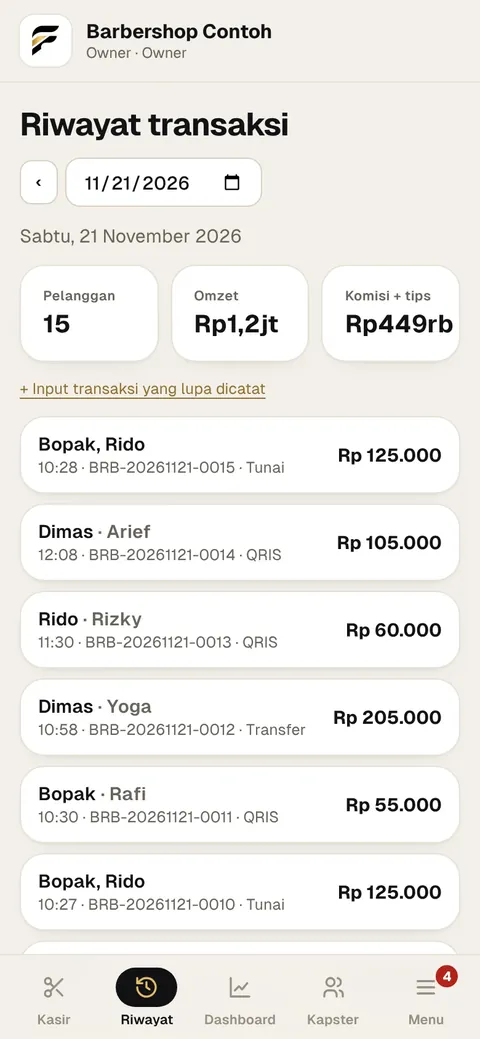 Barbershop Contoh
Owner · Owner
Riwayat transaksi
‹
11/21/2026
Sabtu, 21 November 2026
Pelanggan
15
Omzet
Rp1,2jt
Komisi + tips
Rp449rb
+ Input transaksi yang lupa dicatat
Bopak, Rido
10:28 · BRB-20261121-0015 · Tunai
Rp 125.000
Dimas · Arief
12:08 · BRB-20261121-0014 · QRIS
Rp 105.000
Rido · Rizky
11:30 · BRB-20261121-0013 · QRIS
Rp 60.000
Dimas · Yoga
10:58 · BRB-20261121-0012 · Transfer
Rp 205.000
Bopak · Rafi
10:30 · BRB-20261121-0011 · QRIS
Rp 55.000
Bopak, Rido
10:27 · BRB-20261121-0010 · Tunai
Rp 125.000
Kasir
Riwayat
Dashboard
Kapster
4
Menu